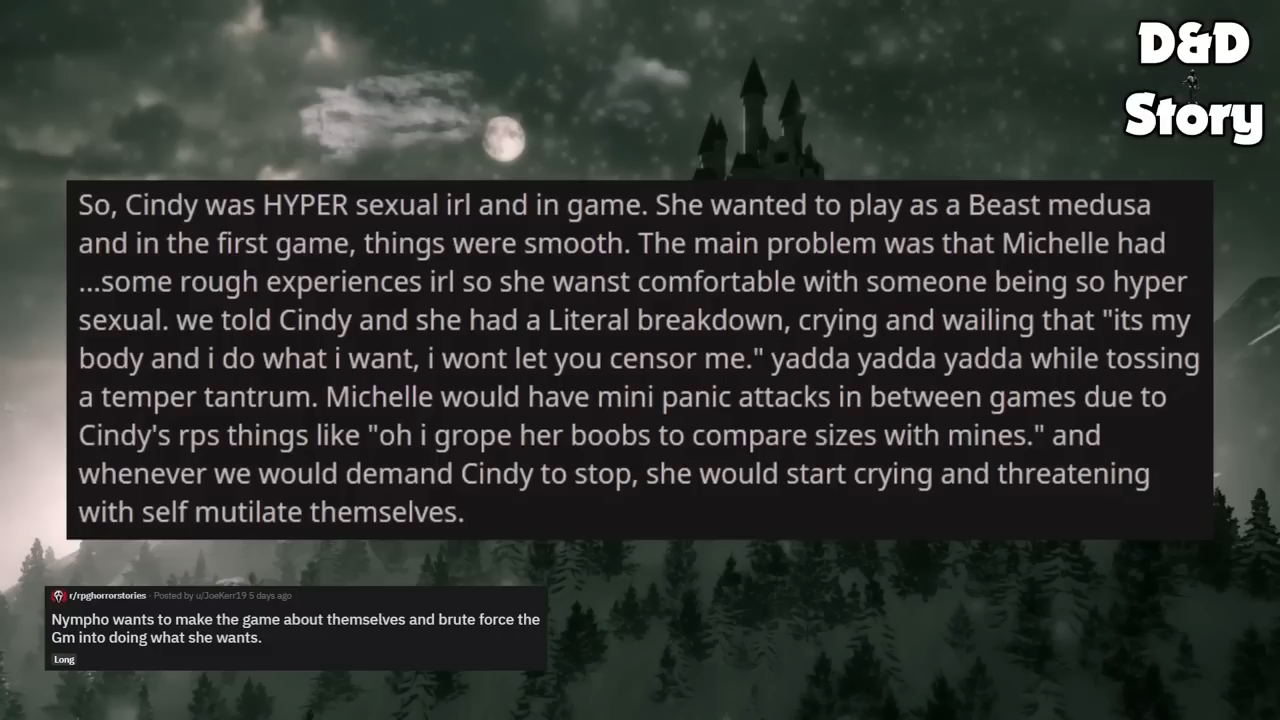 D&D
Story
So, Cindy was HYPER sexual irl and in game. She wanted to play as a Beast medusa
and in the first game, things were smooth. The main problem was that Michelle had
...some rough experiences irl so she wanst comfortable with someone being so hyper
sexual. we told Cindy and she had a Literal breakdown, crying and wailing that "its my
body and i do what i want, i wont let you censor me." yadda yadda yadda while tossing
a temper tantrum. Michelle would have mini panic attacks in between games due to
Cindy's rps things like "oh i grope her boobs to compare sizes with mines." and
whenever we would demand Cindy to stop, she would start crying and threatening
with self mutilate themselves.
r/rpghorrorstories · Posted by u/JoeKerr19 5 days ago
Nympho wants to make the game about themselves and brute force the
Gm into doing what she wants.
Long